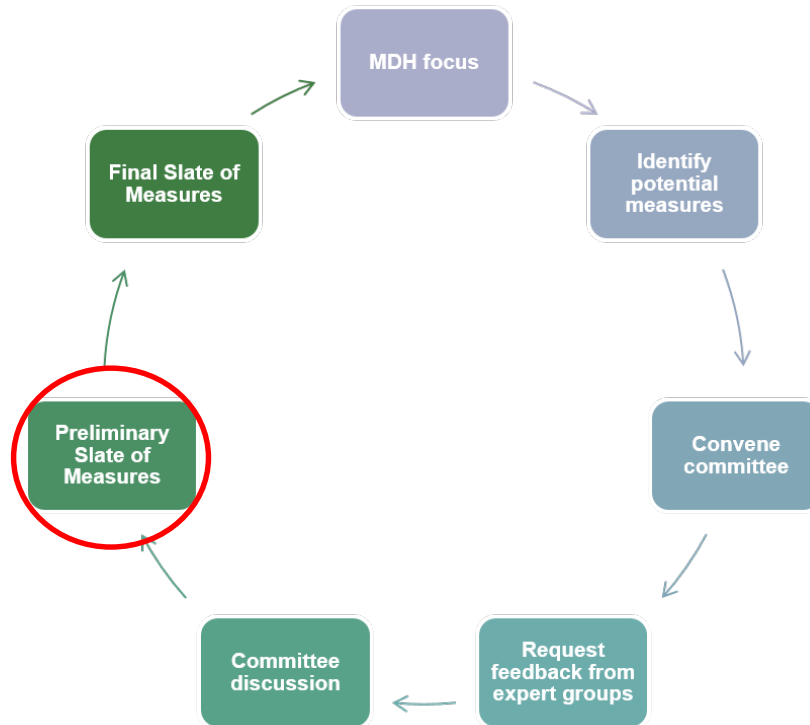 MDH focus
Identify
potential
measures
Convene
committee
Request
feedback from
expert groups
Committee
discussion
Preliminary
Slate of
Measures
Final Slate of
Measures